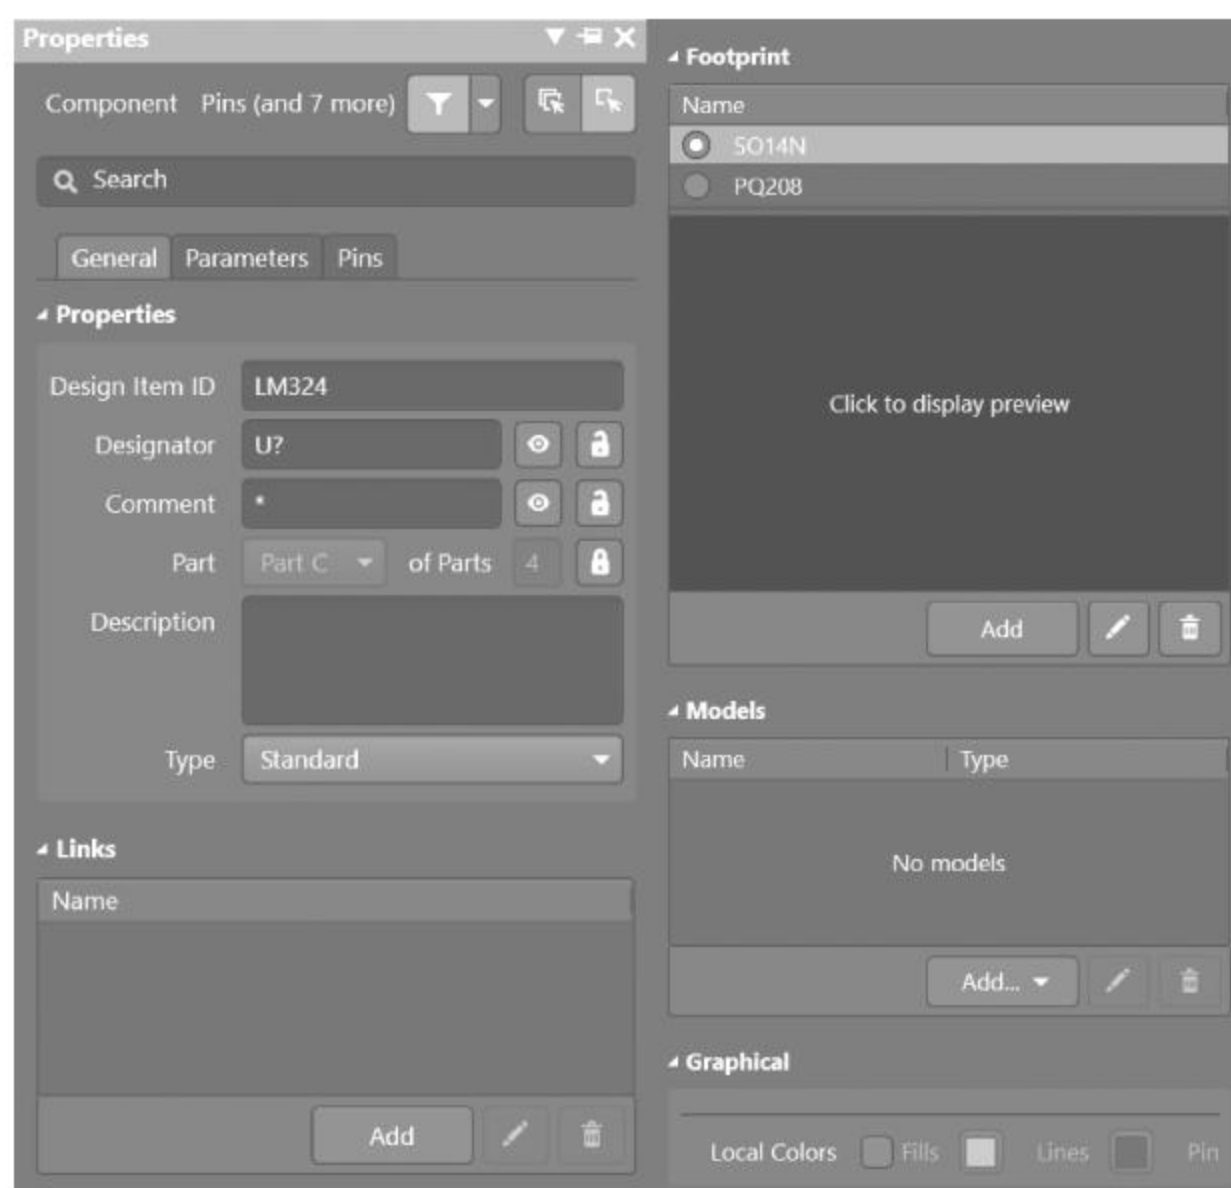 Properties
Component Pins (and 7 more)
Search
General Parameters Pins
Properties
Design Item ID LM324
Designator U?
Comment *
Part Part C of Parts 4
Description
Type Standard
Links
Name
Add
Footprint
Name
SO14N
PQ208
Click to display preview
Add
Models
Name Type
No models
Add...
Graphical
Local Colors Fills Lines Pin